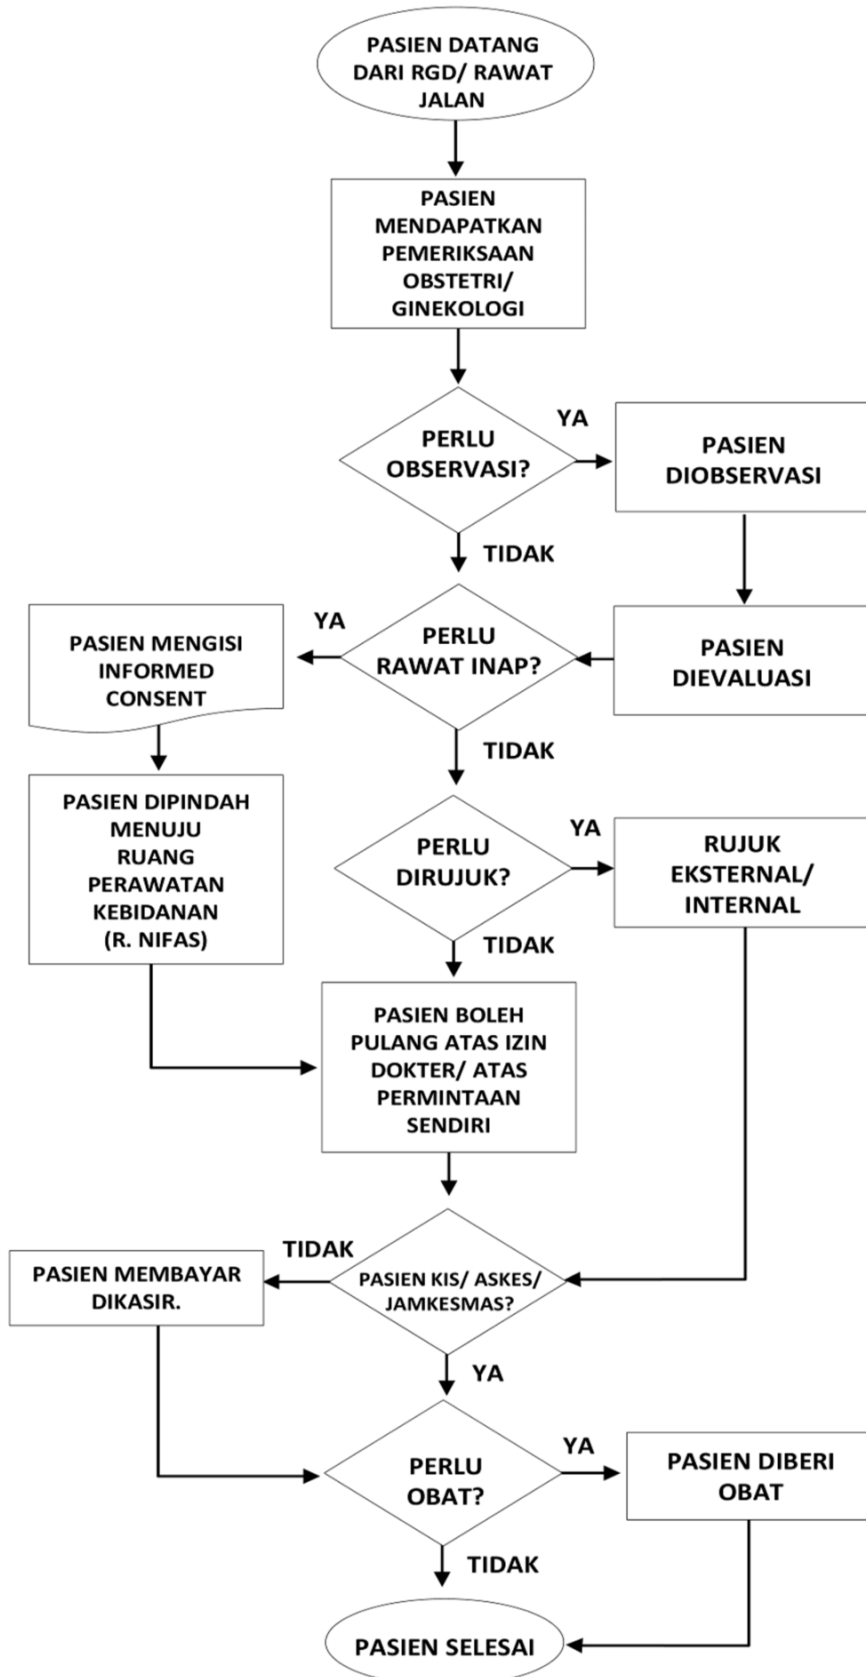 PASIEN DATANG
DARI RGD/ RAWAT
JALAN
PASIEN
MENDAPATKAN
PEMERIKSAAN
OBSTETRI/
GINEKOLOGI
PERLU
OBSERVASI?
YA
PASIEN
DIOBSERVASI
TIDAK
PASIEN
DIEVALUASI
PERLU
RAWAT INAP?
YA
PASIEN MENGISI
INFORMED
CONSENT
PASIEN DIPINDAH
MENUJU
RUANG
PERAWATAN
KEBIDANAN
(R. NIFAS)
TIDAK
PERLU
DIRUJUK?
YA
RUJUK
EKSTERNAL/
INTERNAL
TIDAK
PASIEN BOLEH
PULANG ATAS IZIN
DOKTER/ ATAS
PERMINTAAN
SENDIRI
PASIEN KIS/ ASKES/
JAMKESMAS?
TIDAK
PASIEN MEMBAYAR
DIKASIR.
YA
PERLU
OBAT?
YA
PASIEN DIBERI
OBAT
TIDAK
PASIEN SELESAI